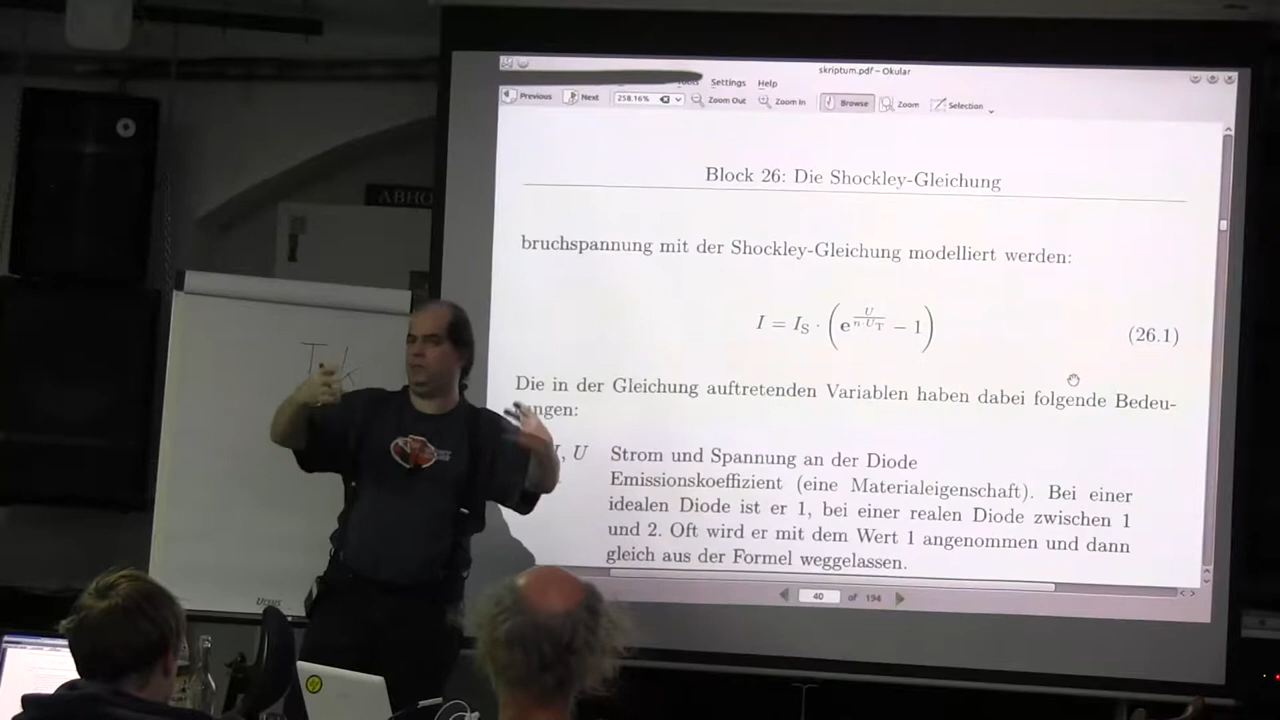 skriptum.pdf – Okular
Settings Help
Previous Next 258.16% Zoom Out Zoom In Browse Zoom Selection
ABHO
Block 26: Die Shockley-Gleichung
bruchspannung mit der Shockley-Gleichung modelliert werden:
I = I_S · (e^{\frac{U}{n·U_T}} − 1) (26.1)
Die in der Gleichung auftretenden Variablen haben dabei folgende Bedeu-
ungen:
, U Strom und Spannung an der Diode
Emissionskoeffizient (eine Materialeigenschaft). Bei einer
idealen Diode ist er 1, bei einer realen Diode zwischen 1
und 2. Oft wird er mit dem Wert 1 angenommen und dann
gleich aus der Formel weggelassen.
40 of 194